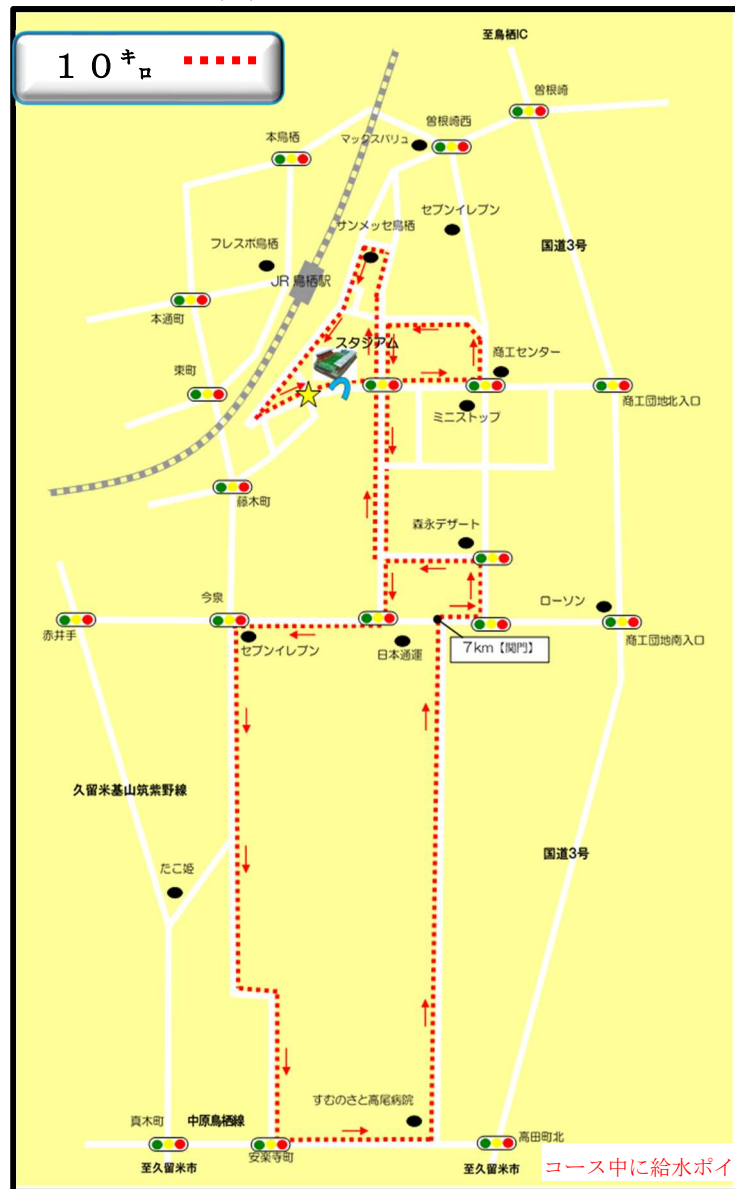 10キロ
至鳥栖IC
曽根崎
本鳥栖
曽根崎西
マックスバリュ
サンメッセ鳥栖
セブンイレブン
フレスポ鳥栖
国道3号
JR 鳥栖駅
本通町
スタジアム
商工センター
東町
ミニストップ
商工団地北入口
藤木町
森永デザート
今泉
ローソン
赤井手
セブンイレブン
日本通運
商工団地南入口
7km【関門】
久留米基山筑紫野線
国道3号
たこ姫
すむのさと高尾病院
真木町
中原鳥栖線
高田町北
安楽寺町
至久留米市
至久留米市
コース中に給水ポイ